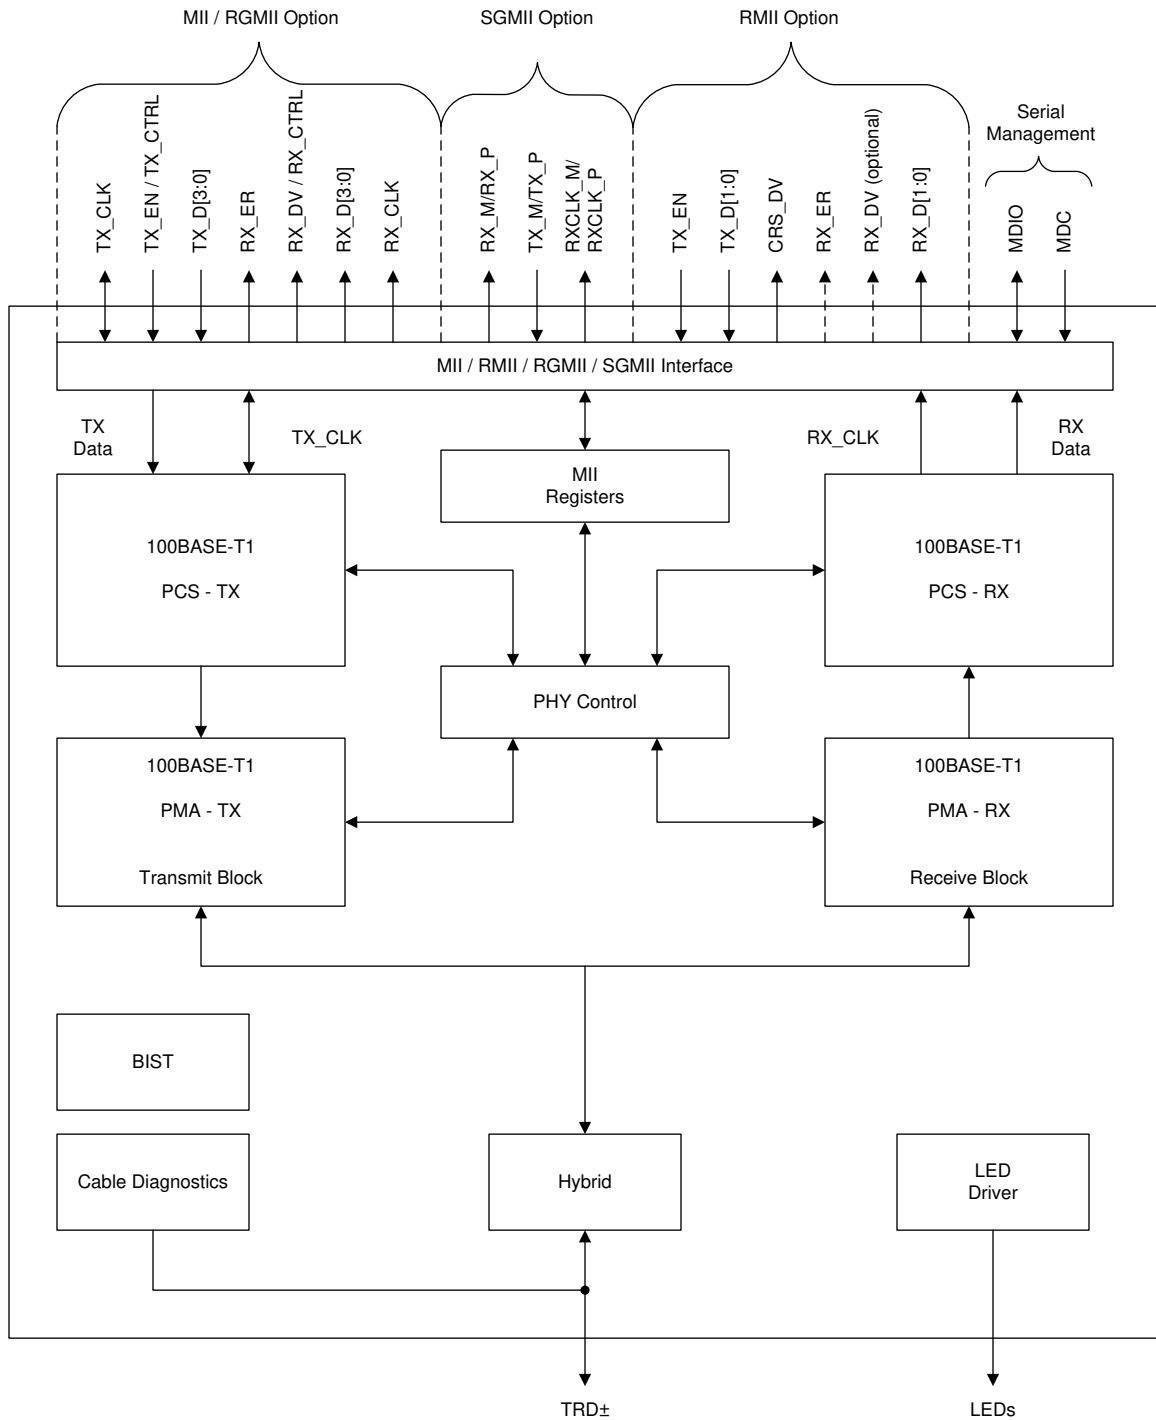 MII / RGMII Option
SGMII Option
RMII Option
Serial
Management
TX_CLK
TX_EN / TX_CTRL
TX_D[3:0]
RX_ER
RX_DV / RX_CTRL
RX_D[3:0]
RX_CLK
RX_M/RX_P
TX_M/TX_P
RXCLK_M/
RXCLK_P
TX_EN
TX_D[1:0]
CRS_DV
RX_ER
RX_DV (optional)
RX_D[1:0]
MDIO
MDC
MII / RMII / RGMII / SGMII Interface
TX
Data
TX_CLK
RX_CLK
RX
Data
MII
Registers
100BASE-T1
PCS - TX
100BASE-T1
PCS - RX
PHY Control
100BASE-T1
PMA - TX
Transmit Block
100BASE-T1
PMA - RX
Receive Block
BIST
Cable Diagnostics
Hybrid
LED
Driver
TRD±
LEDs